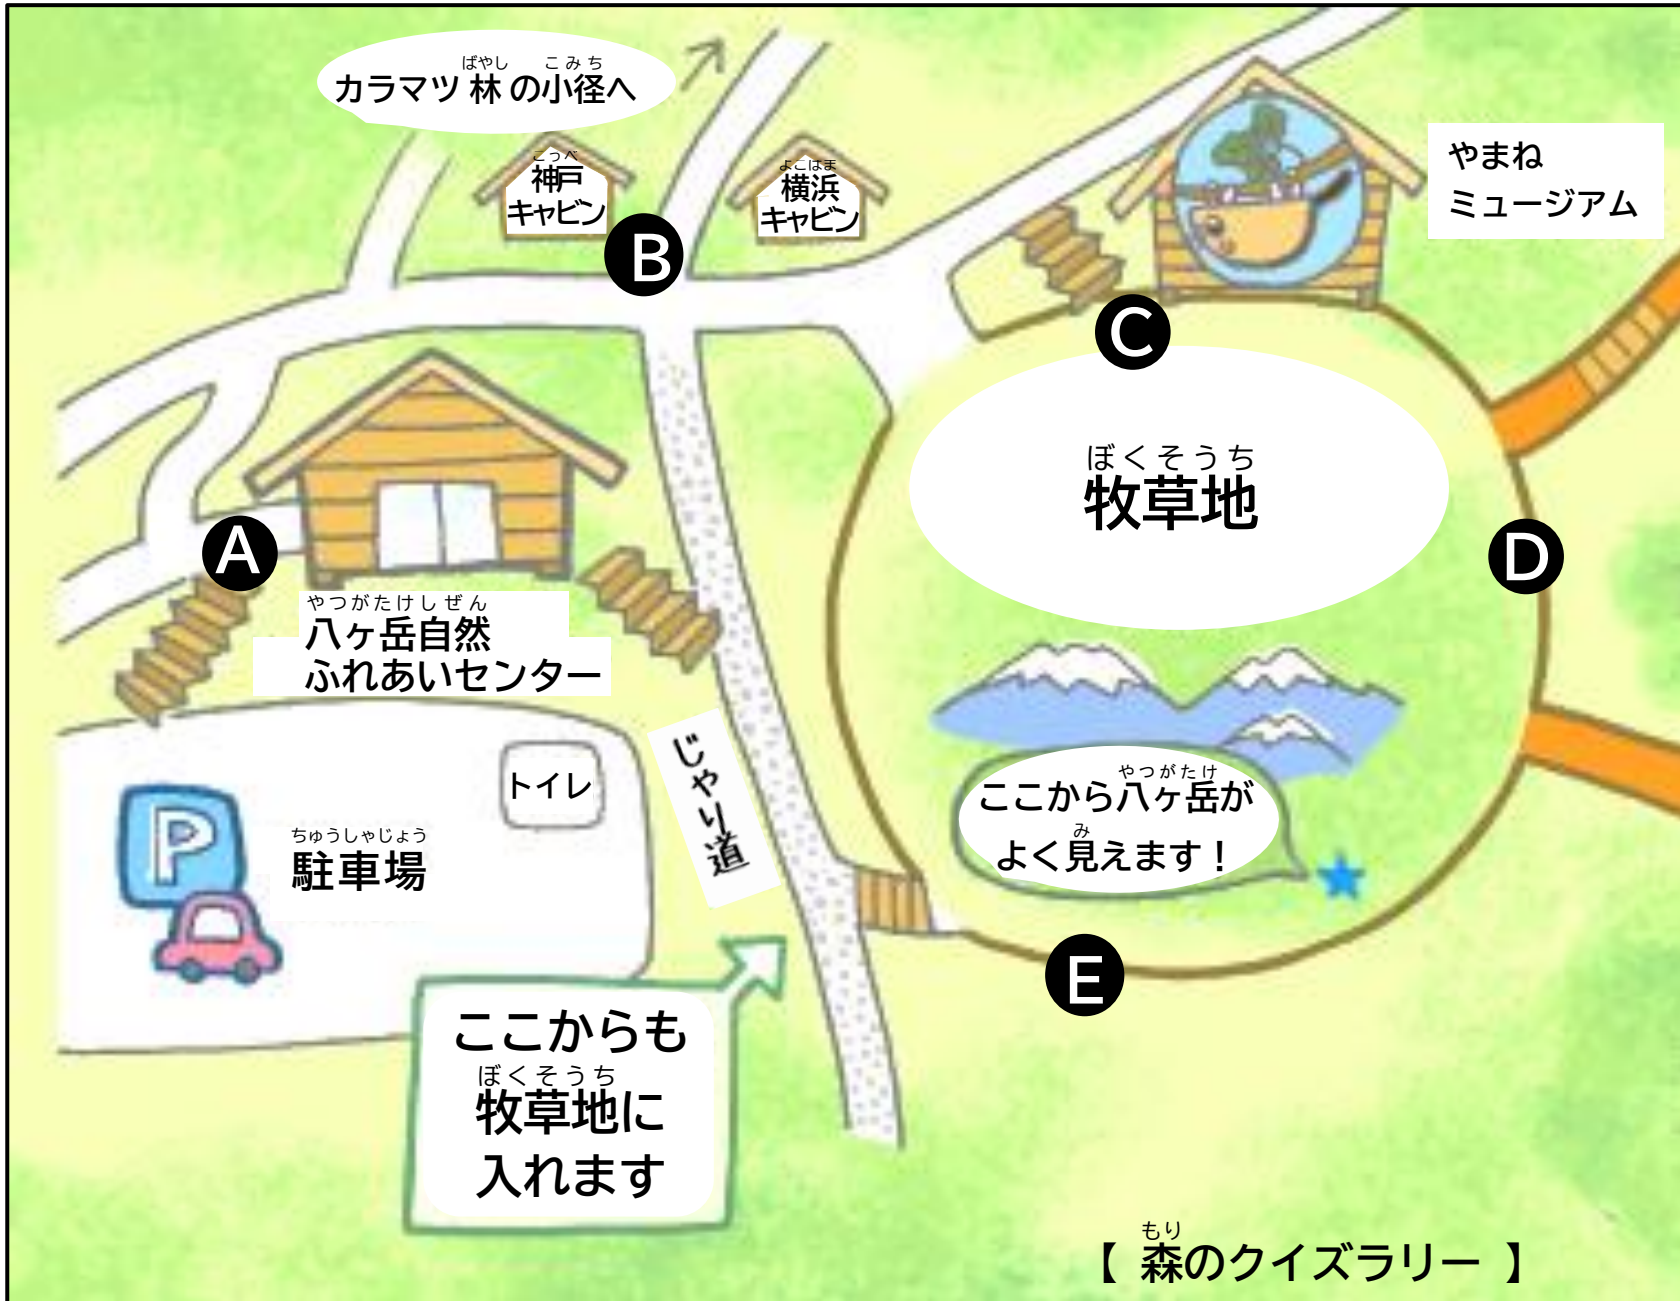 カラマツ林の小径へ
ばやし こみち
こうべ
神戸
キャビン
よこはま
横浜
キャビン
やまね
ミュージアム
A
B
C
D
E
ぼくそうち
牧草地
やつがたけしぜん
八ヶ岳自然
ふれあいセンター
じゃり道
トイレ
P
ちゅうしゃじょう
駐車場
やつがたけ
ここから八ヶ岳が
み
よく見えます！
ここからも
ぼくそうち
牧草地に
入れます
もり
【 森のクイズラリー 】